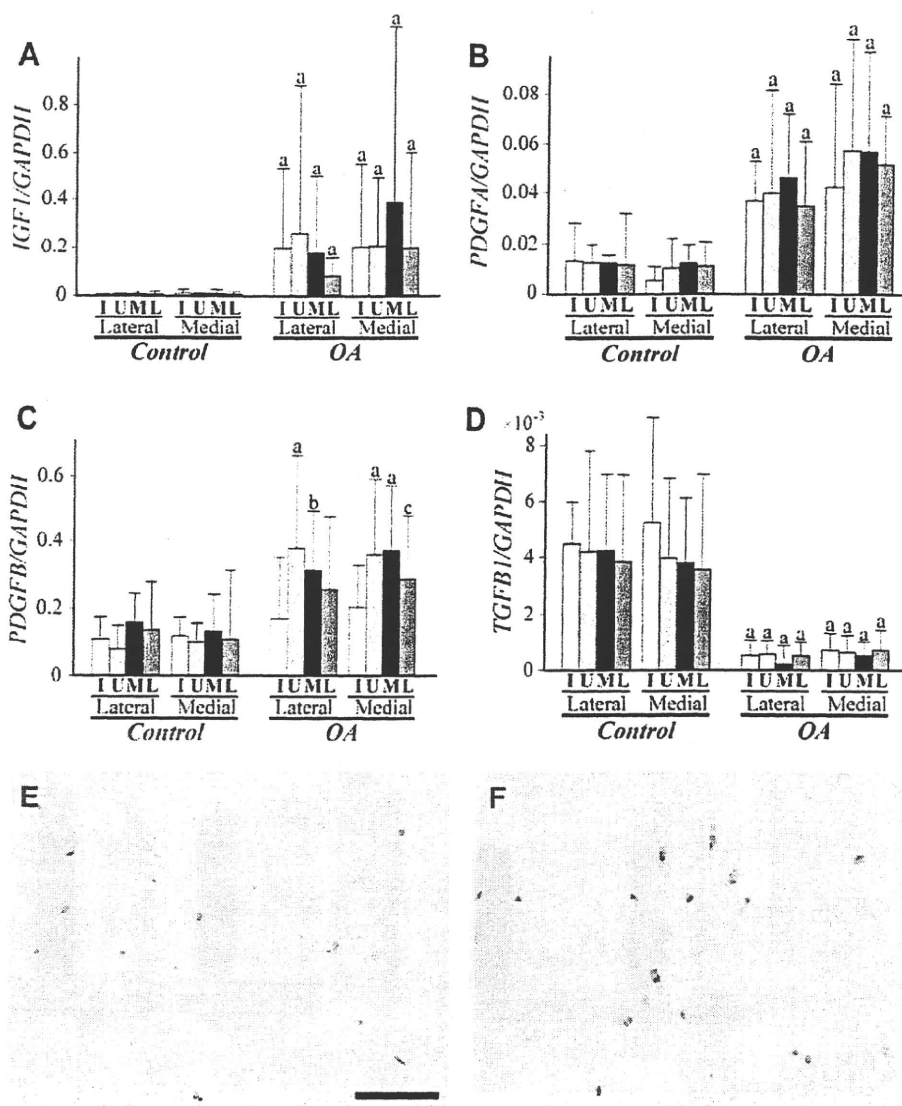 A
IGF1/GAPDH
0.8
0.6
0.4
0.2
0
a a a a a a a a
I U M L I U M L I U M L I U M L
Lateral Medial Lateral Medial
Control OA
B
PDGFA/GAPDH
0.08
0.06
0.04
0.02
0
a a a a a a a a
I U M L I U M L I U M L I U M L
Lateral Medial Lateral Medial
Control OA
C
PDGFB/GAPDH
0.6
0.4
0.2
0
a b a a c
I U M L I U M L I U M L I U M L
Lateral Medial Lateral Medial
Control OA
D
×10⁻³
TGFB1/GAPDH
8
6
4
2
0
a a a a a a a a
I U M L I U M L I U M L I U M L
Lateral Medial Lateral Medial
Control OA
E
F